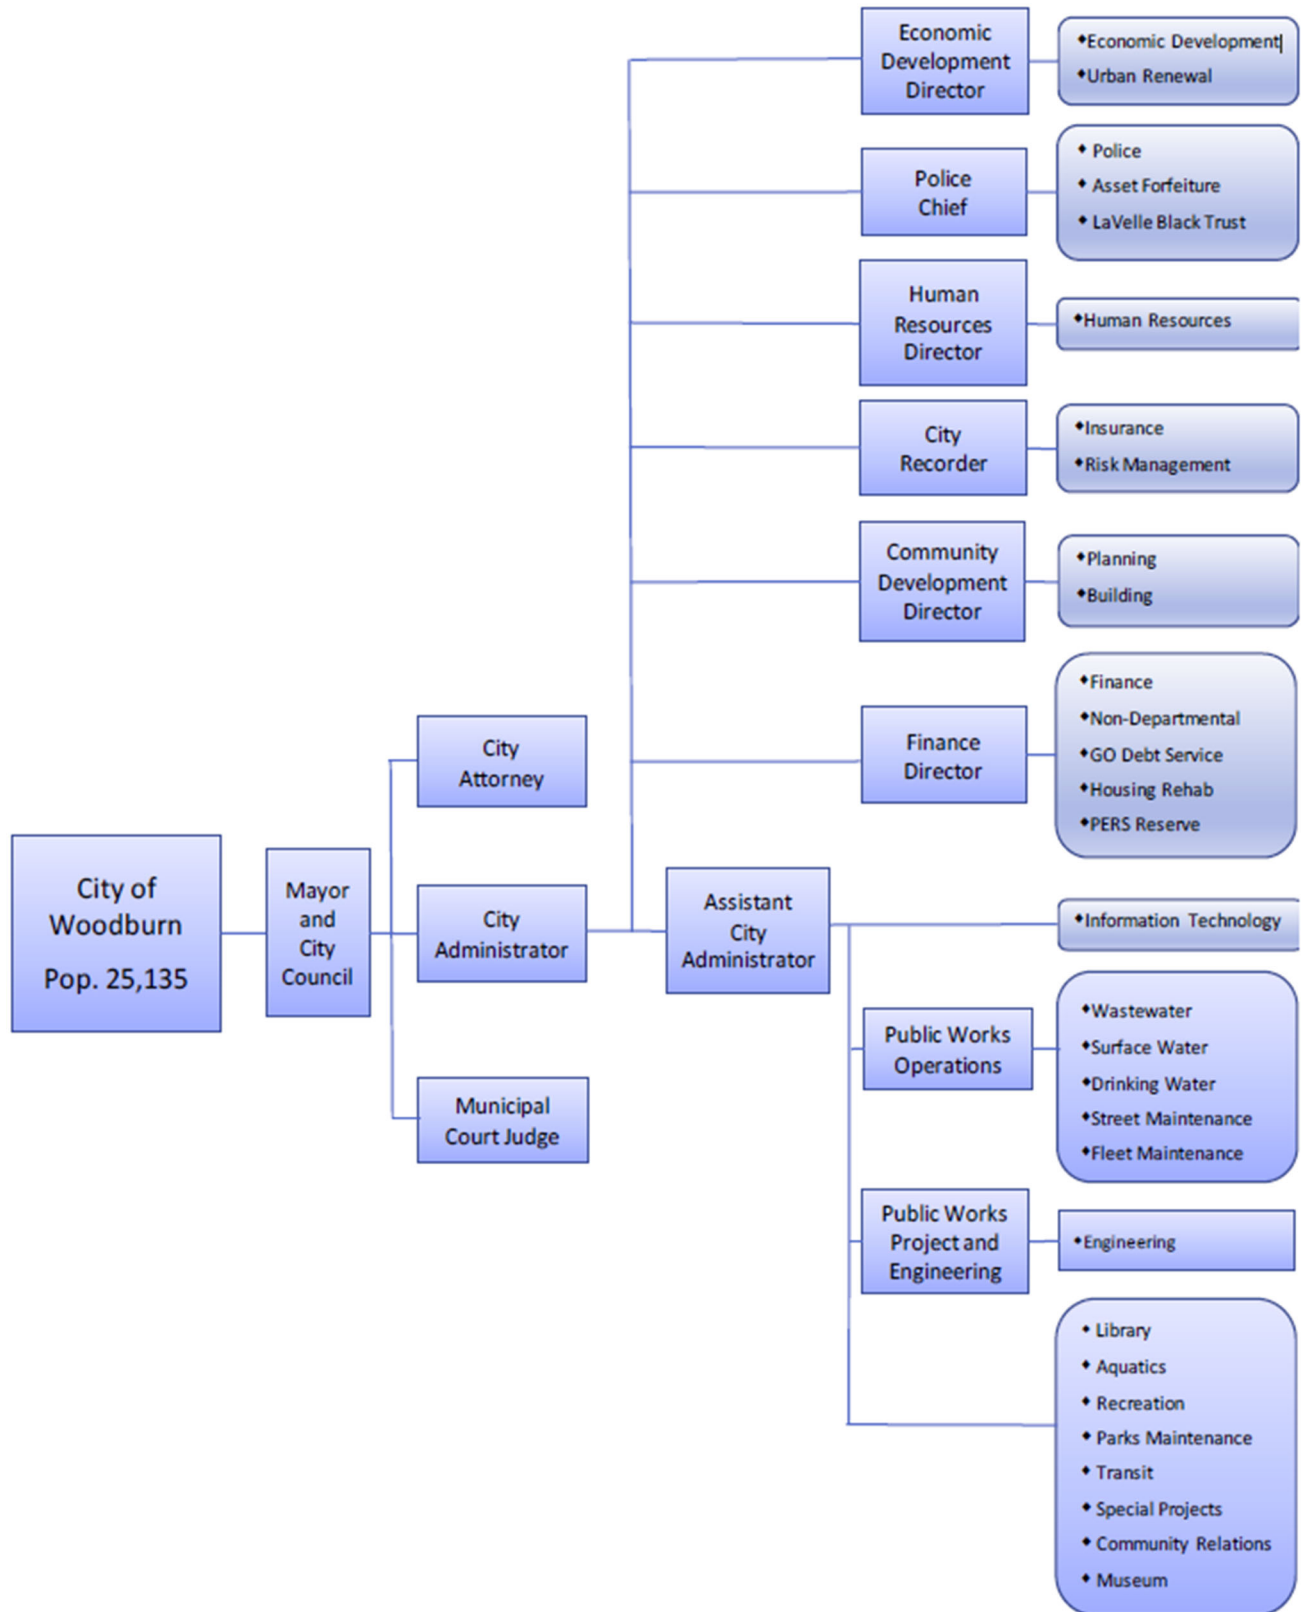 Economic
Development
Director
◆Economic Development
◆Urban Renewal
Police
Chief
◆ Police
◆ Asset Forfeiture
◆ LaVelle Black Trust
Human
Resources
Director
◆Human Resources
City
Recorder
◆Insurance
◆Risk Management
Community
Development
Director
◆Planning
◆Building
Finance
Director
◆Finance
◆Non-Departmental
◆GO Debt Service
◆Housing Rehab
◆PERS Reserve
City
Attorney
City of
Woodburn
Pop. 25,135
Mayor
and
City
Council
City
Administrator
Assistant
City
Administrator
◆Information Technology
Municipal
Court Judge
Public Works
Operations
◆Wastewater
◆Surface Water
◆Drinking Water
◆Street Maintenance
◆Fleet Maintenance
Public Works
Project and
Engineering
◆Engineering
◆ Library
◆ Aquatics
◆ Recreation
◆ Parks Maintenance
◆ Transit
◆ Special Projects
◆ Community Relations
◆ Museum